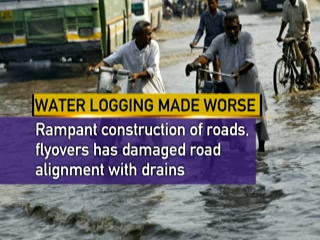 WATER LOGGING MADE WORSE
Rampant construction of roads,
flyovers has damaged road
alignment with drains